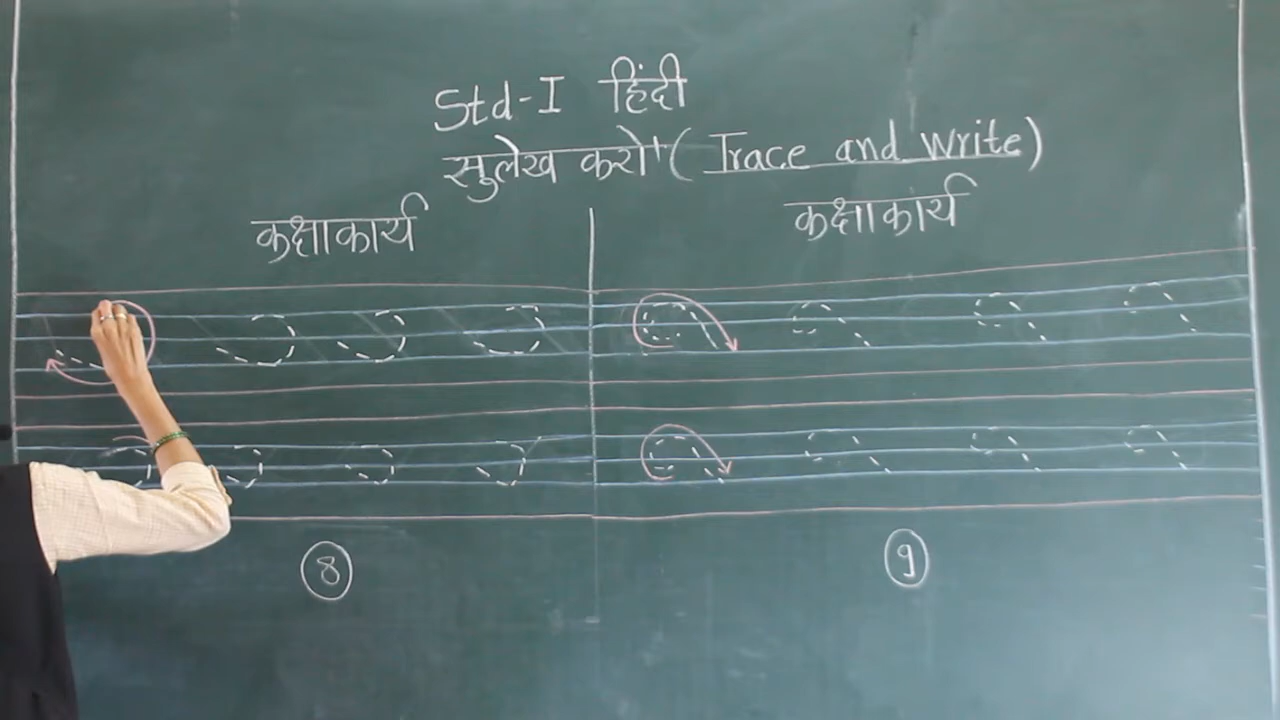 Std-I हिंदी
सुलेख करो (Trace and write)
कक्षाकार्य
कक्षाकार्य
8
9